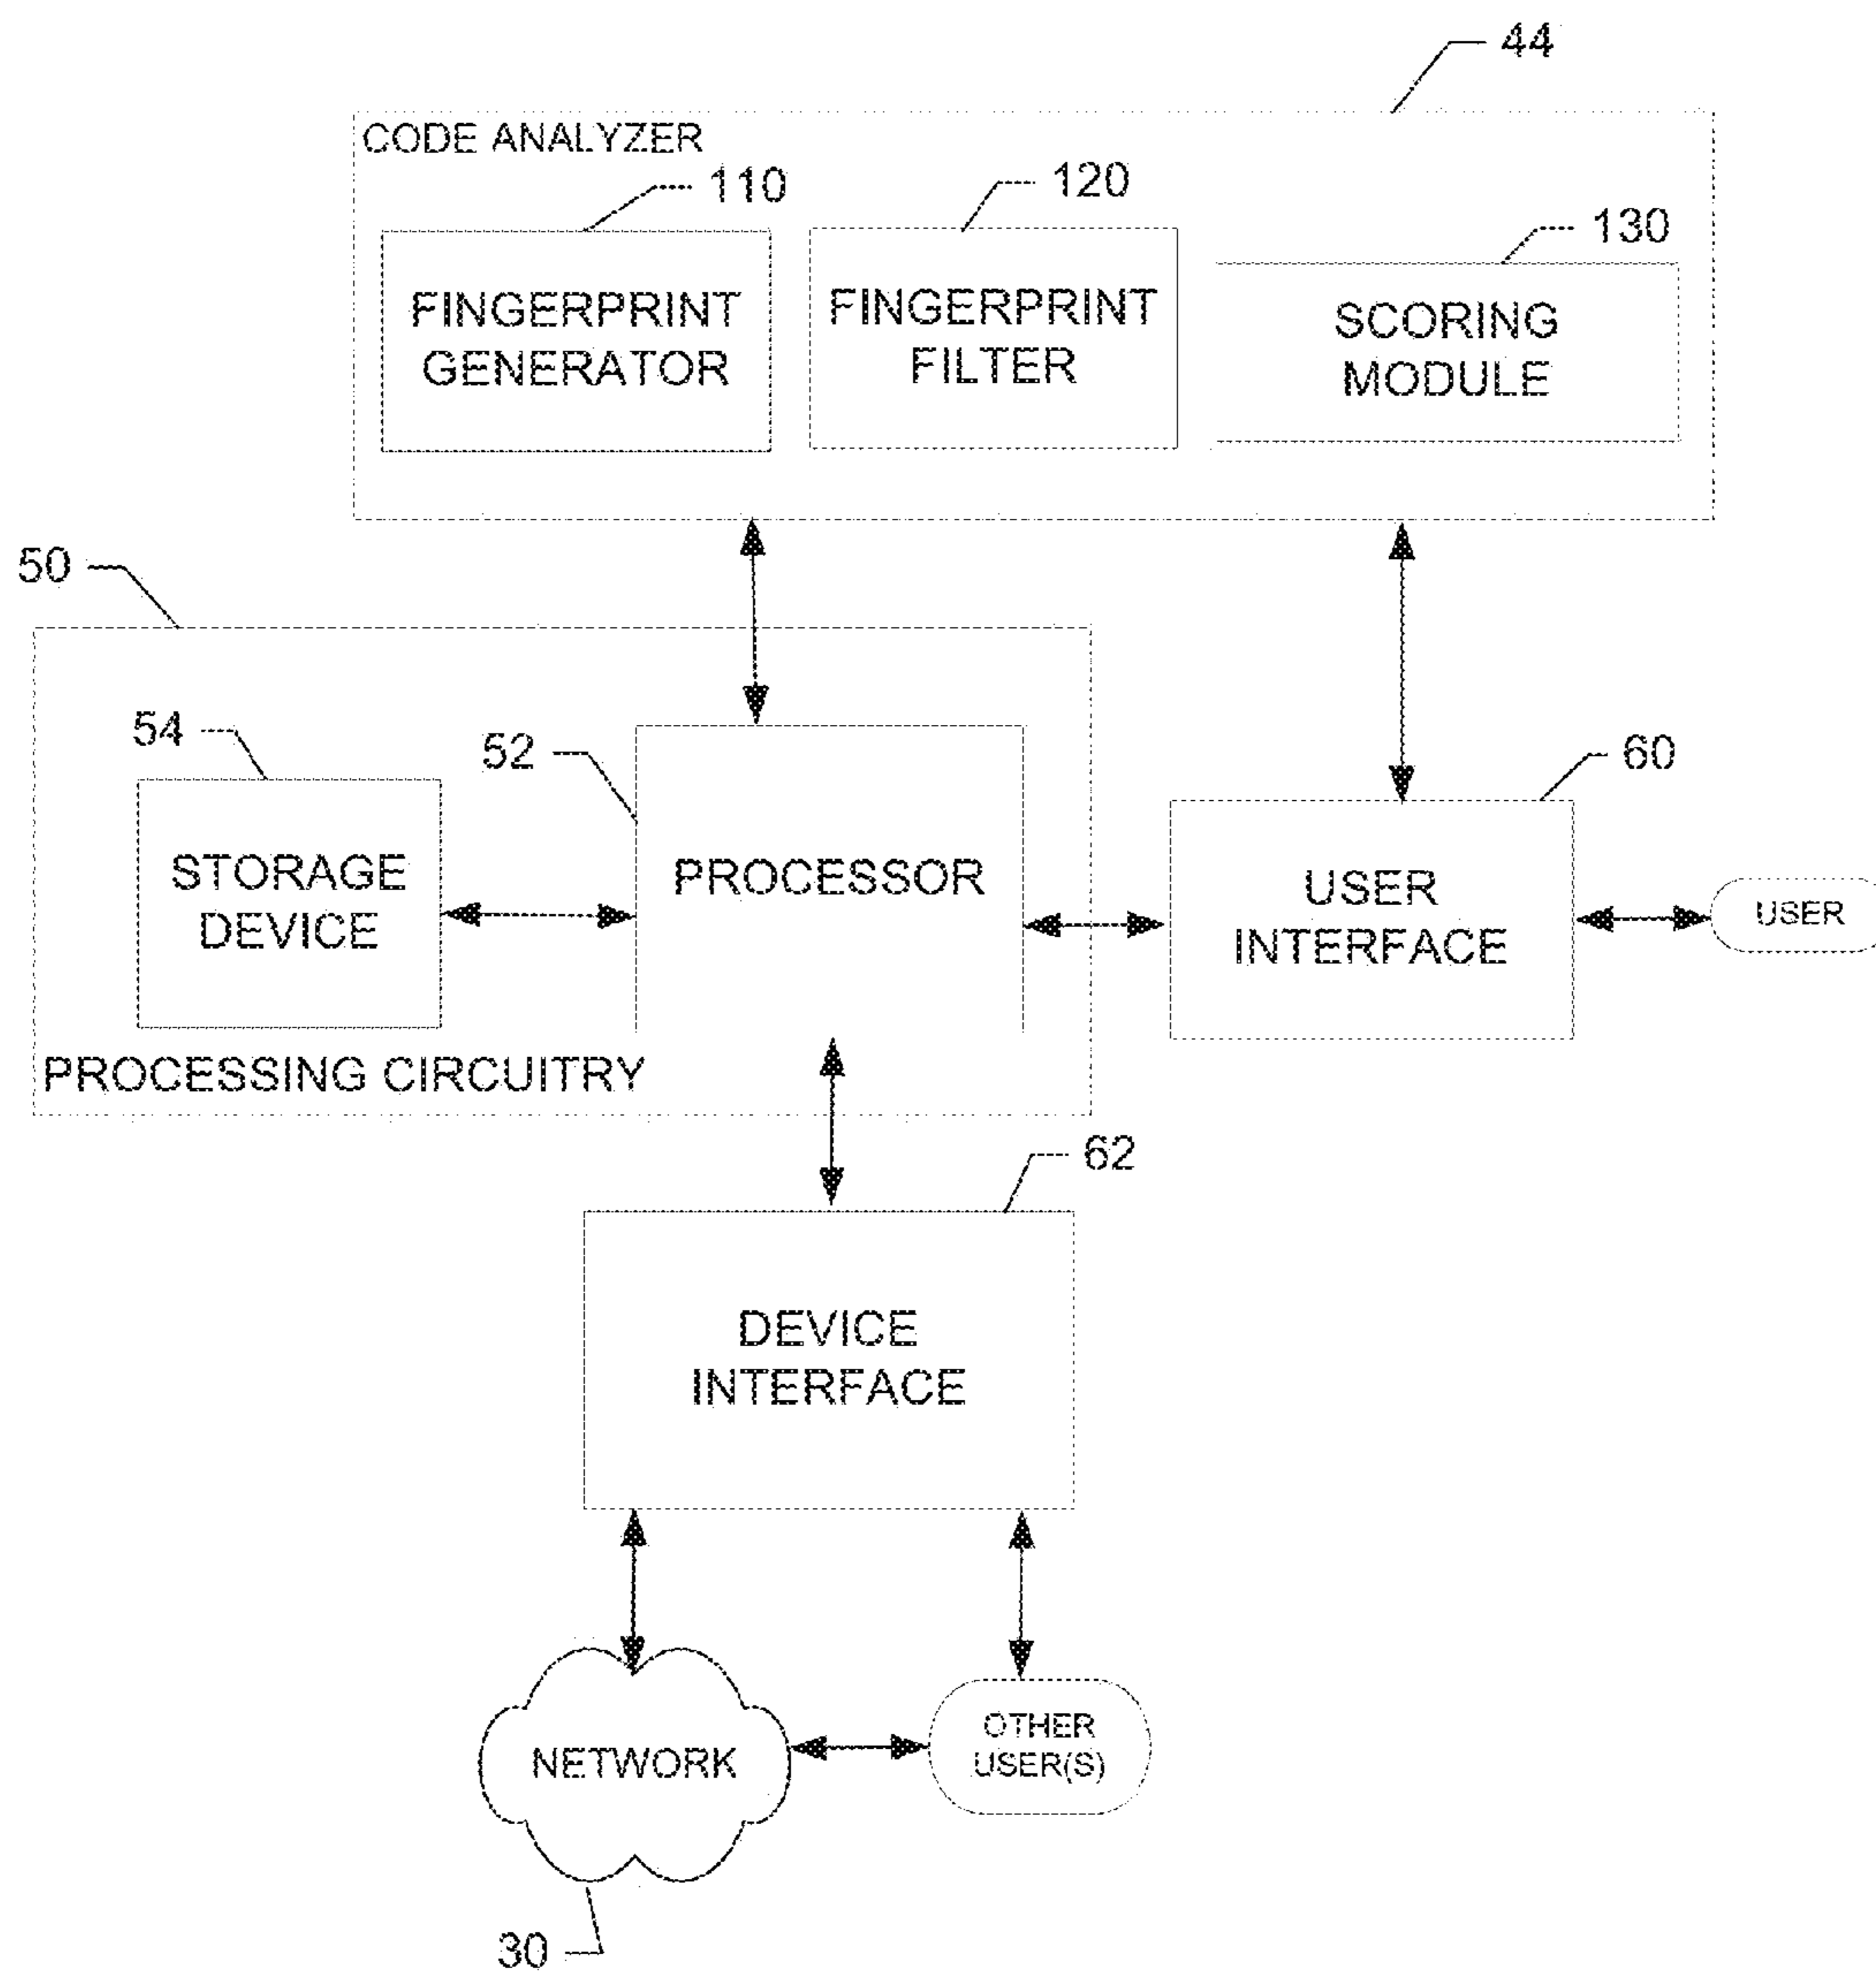 44
CODE ANALYZER
110
120
130
FINGERPRINT
GENERATOR
FINGERPRINT
FILTER
SCORING
MODULE
50
54
52
60
STORAGE
DEVICE
PROCESSOR
USER
INTERFACE
USER
PROCESSING CIRCUITRY
62
DEVICE
INTERFACE
NETWORK
OTHER
USER(S)
30